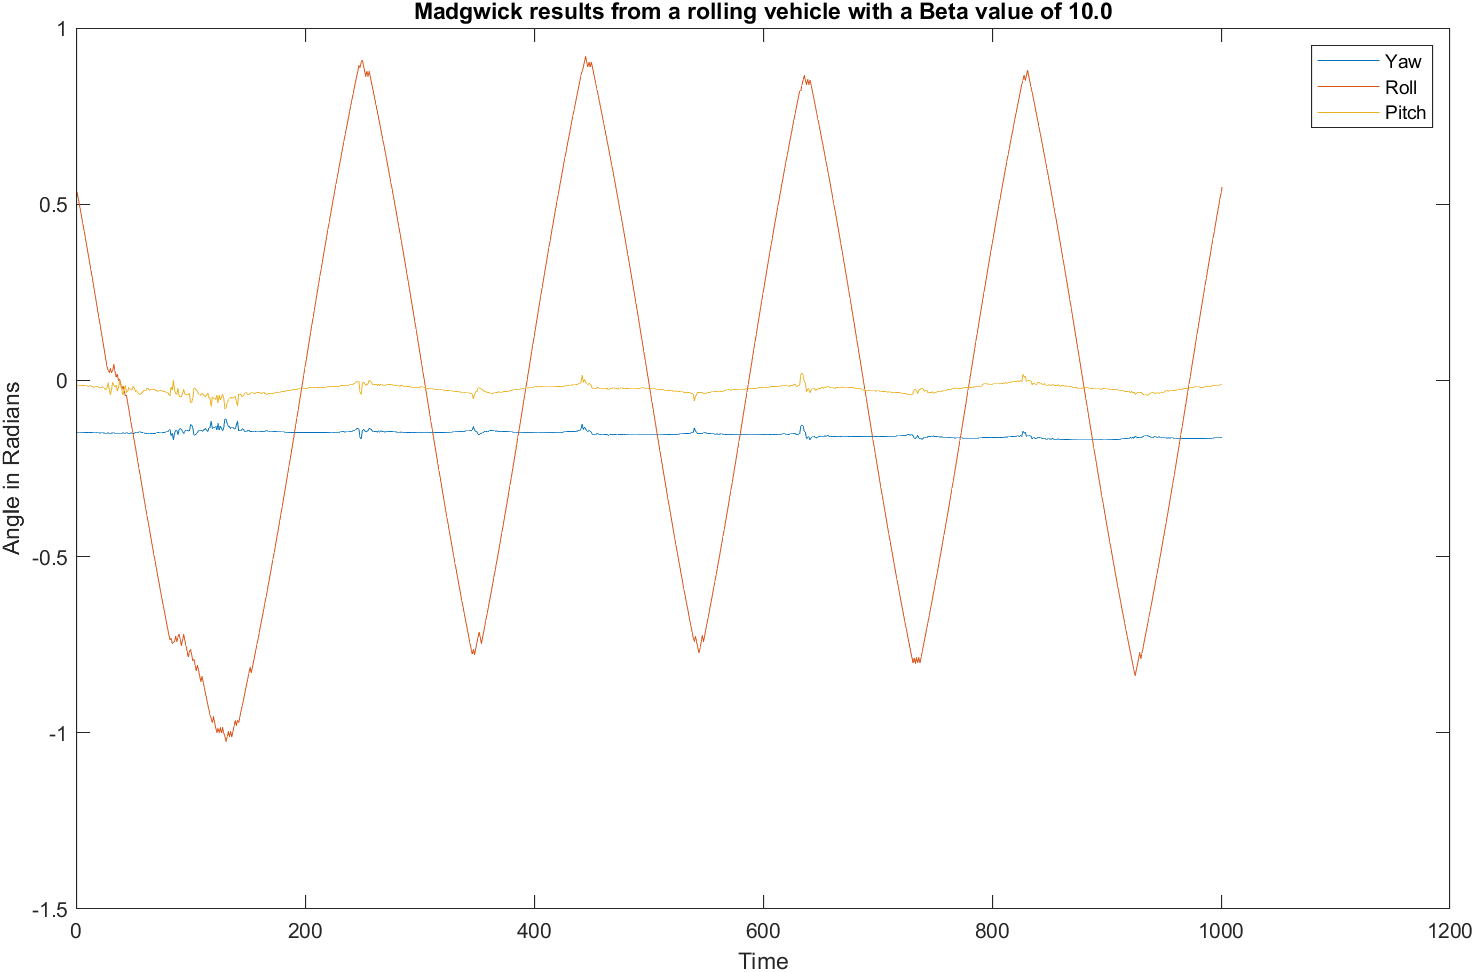 Madgwick results from a rolling vehicle with a Beta value of 10.0
Yaw
Roll
Pitch
1
0.5
0
-0.5
-1
-1.5
Angle in Radians
0 200 400 600 800 1000 1200
Time